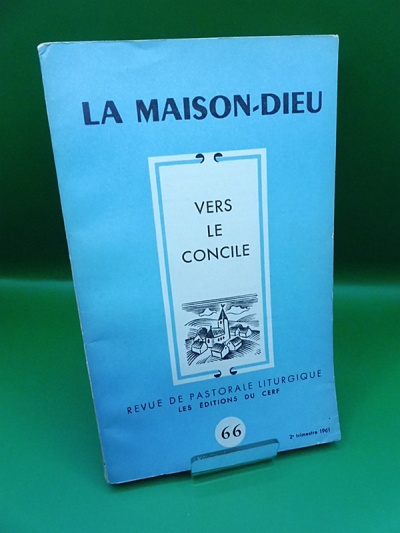 LA MAISON-DIEU
VERS
LE
CONCILE
REVUE DE PASTORALE LITURGIQUE
LES ÉDITIONS DU CERF
66
2e trimestre 1961